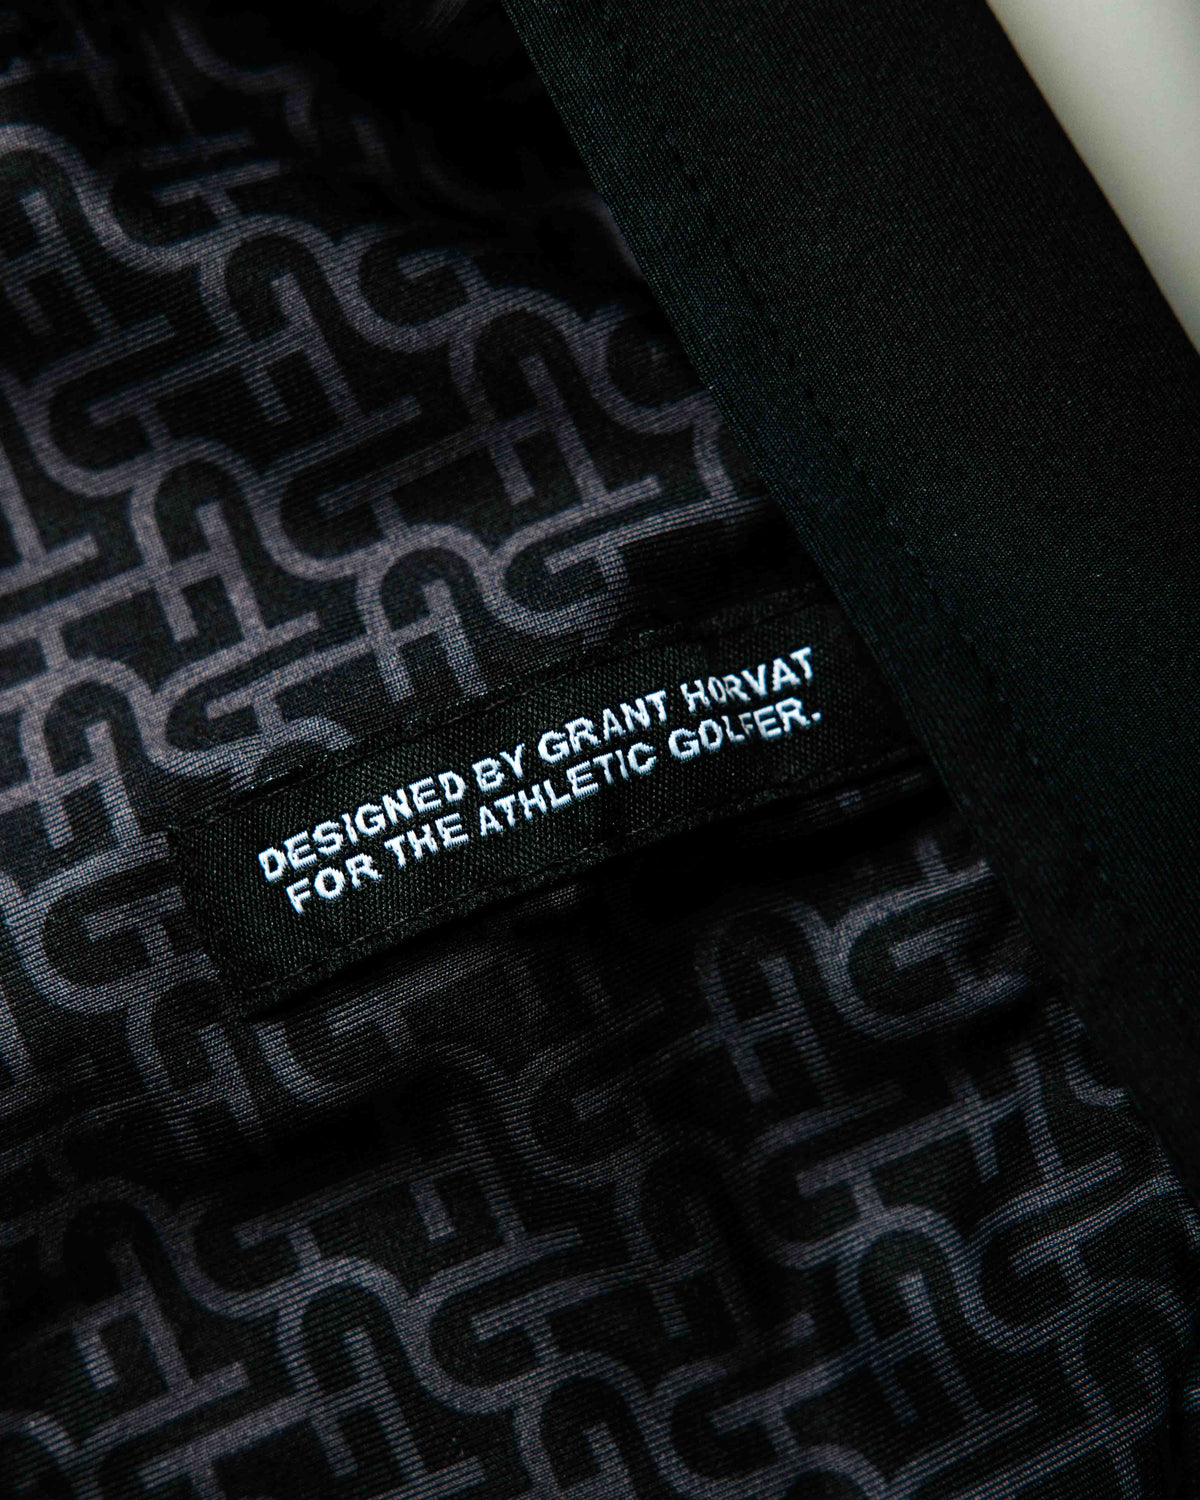 DESIGNED BY GRANT HORVAT
FOR THE ATHLETIC GOLFER.